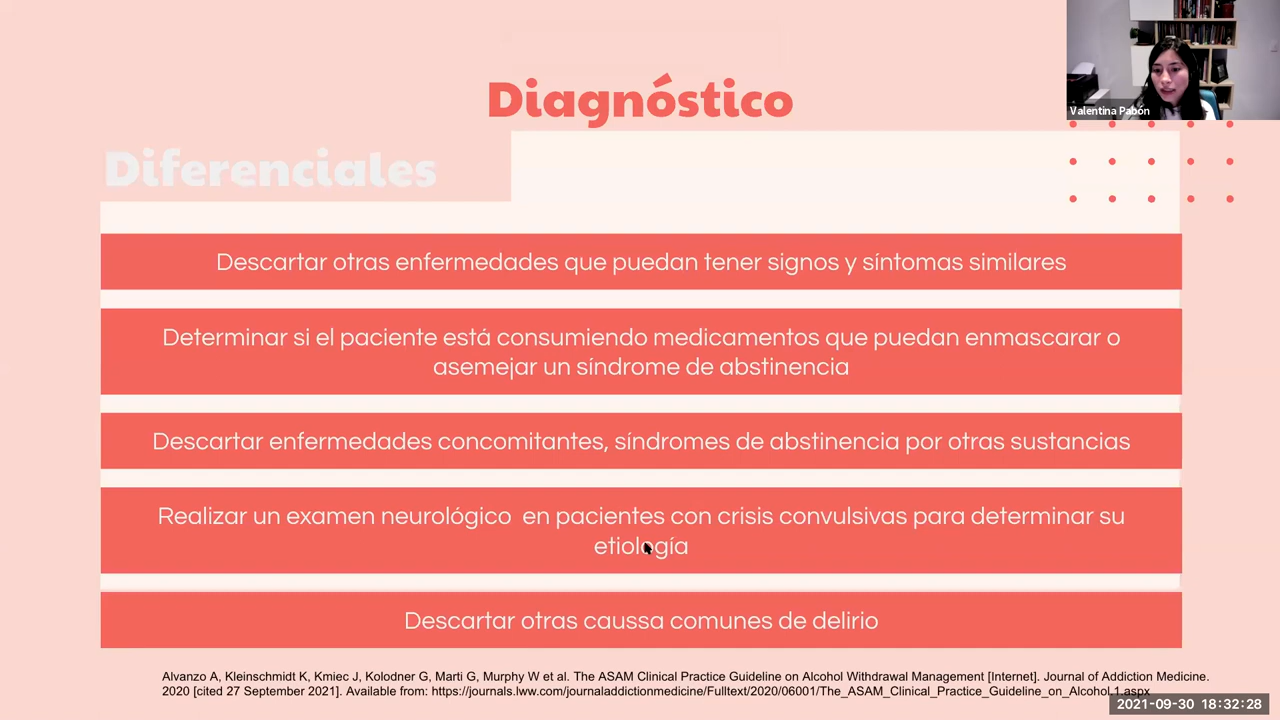 Diagnóstico
Valentina Pabón
Diferenciales
Descartar otras enfermedades que puedan tener signos y síntomas similares
Determinar si el paciente está consumiendo medicamentos que puedan enmascarar o
asemejar un síndrome de abstinencia
Descartar enfermedades concomitantes, síndromes de abstinencia por otras sustancias
Realizar un examen neurológico en pacientes con crisis convulsivas para determinar su
etiología
Descartar otras caussa comunes de delirio
Alvanzo A, Kleinschmidt K, Kmiec J, Kolodner G, Marti G, Murphy W et al. The ASAM Clinical Practice Guideline on Alcohol Withdrawal Management [Internet]. Journal of Addiction Medicine.
2020 [cited 27 September 2021]. Available from: https://journals.lww.com/journaladdictionmedicine/Fulltext/2020/06001/The_ASAM_Clinical_Practice_Guideline_on_Alcohol.1.aspx
2021-09-30 18:32:28